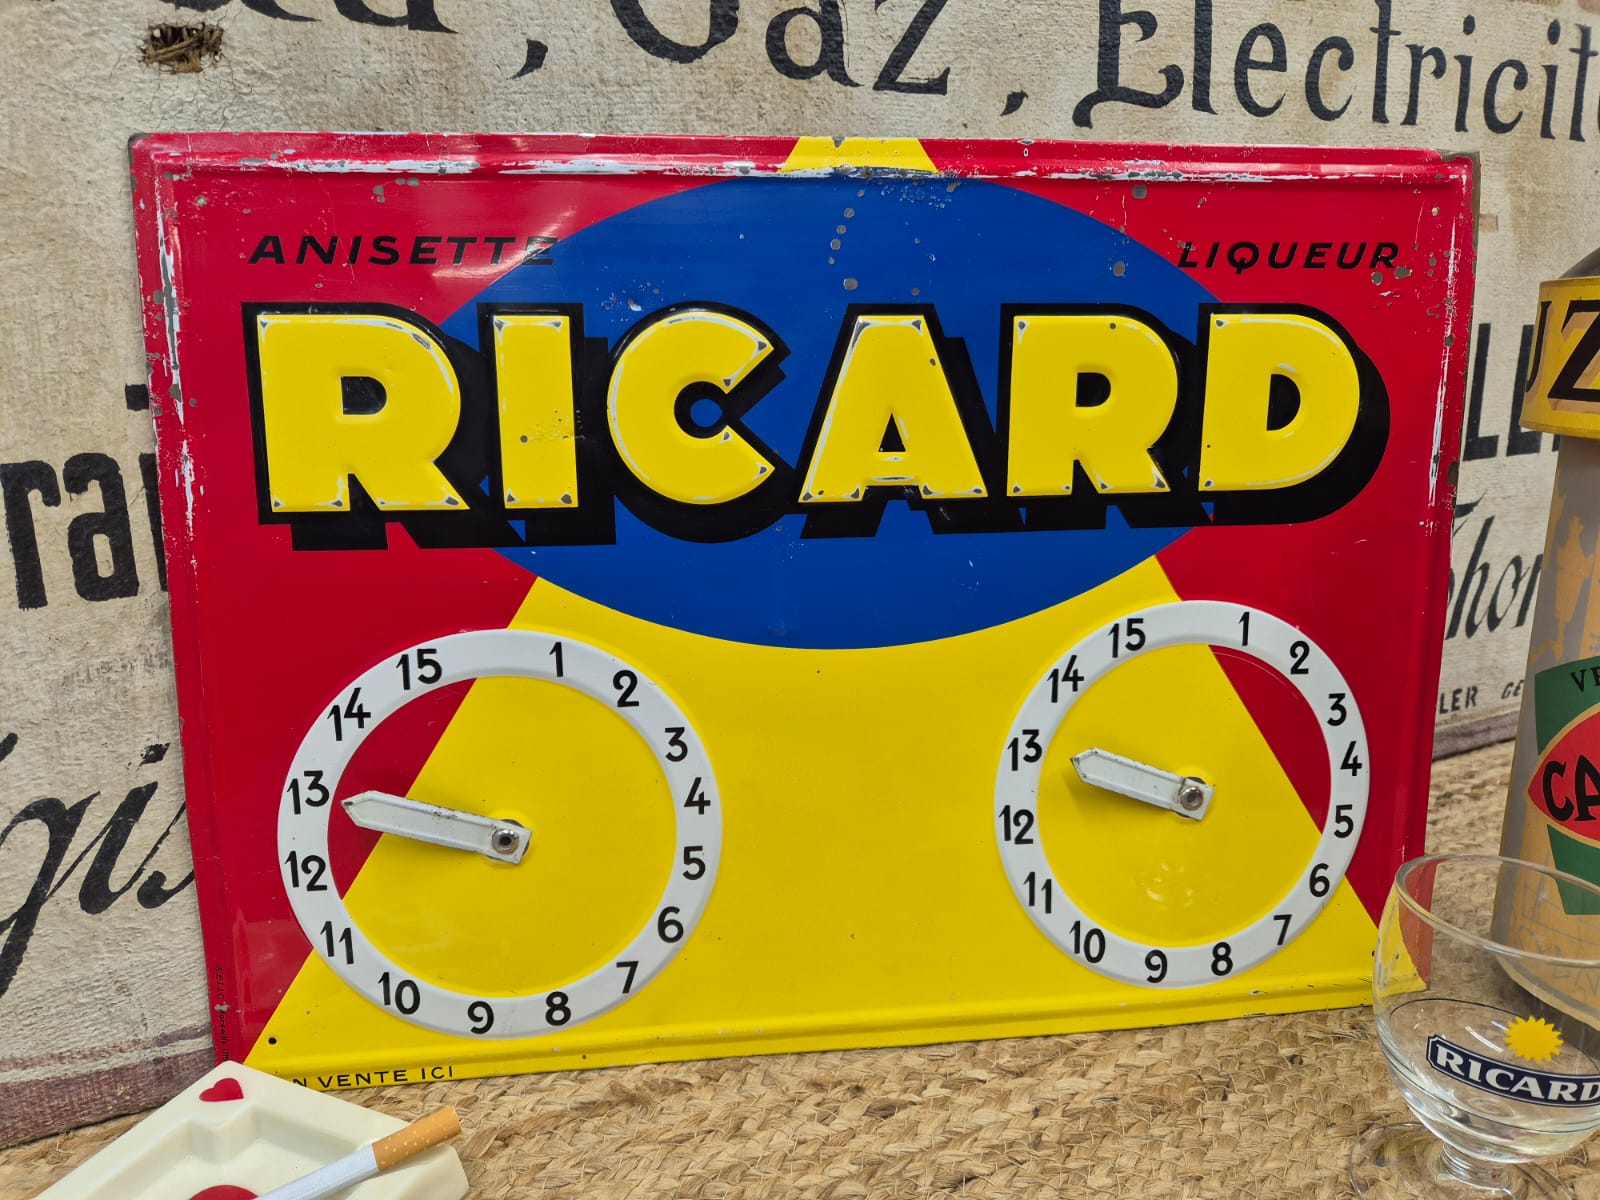 , Gaz, Electricit
ANISETTE
LIQUEUR
RICARD
15 1 2 3 4 5 6 7 8 9 10 11 12 13 14
15 1 2 3 4 5 6 7 8 9 10 11 12 13 14
N VENTE ICI
RICARD
CA